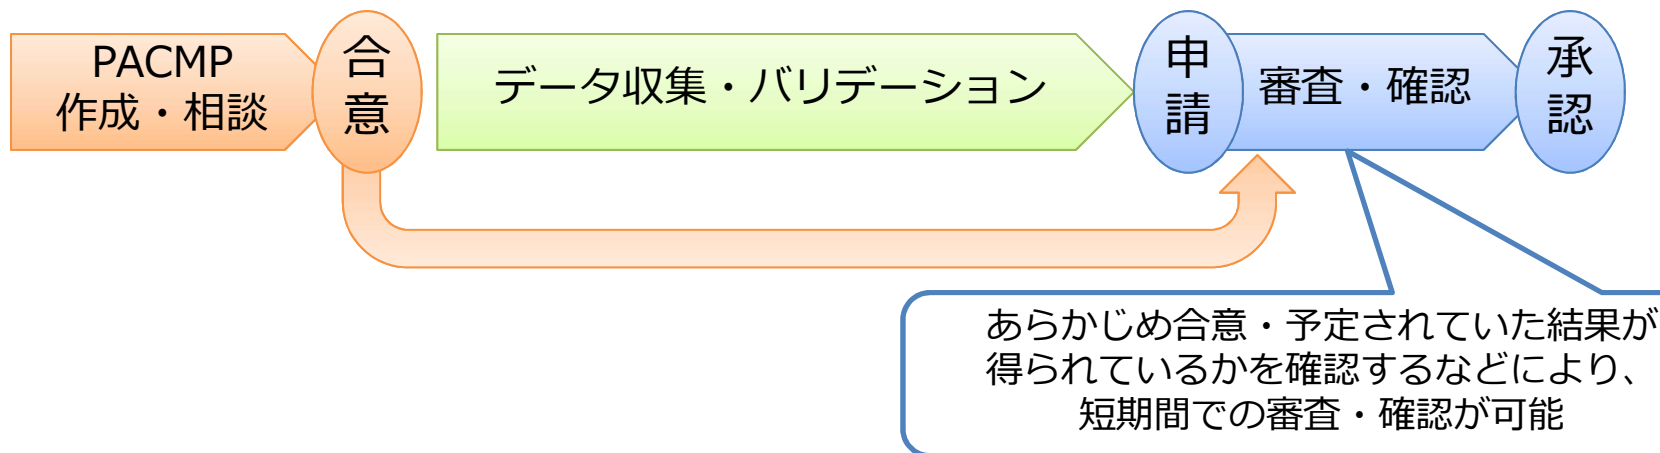 PACMP
作成・相談
合
意
データ収集・バリデーション
申
請
審査・確認
承
認
あらかじめ合意・予定されていた結果が
得られているかを確認するなどにより、
短期間での審査・確認が可能